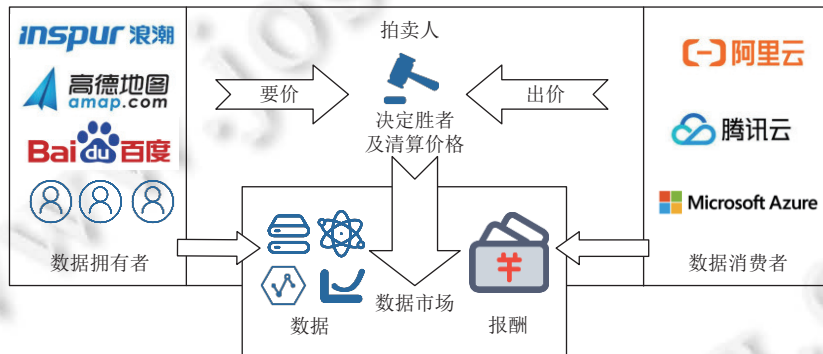 inspur 浪潮
高德地图
amap.com
Bai du 百度
数据拥有者
拍卖人
要价
出价
决定胜者
及清算价格
数据市场
数据
报酬
阿里云
腾讯云
Microsoft Azure
数据消费者